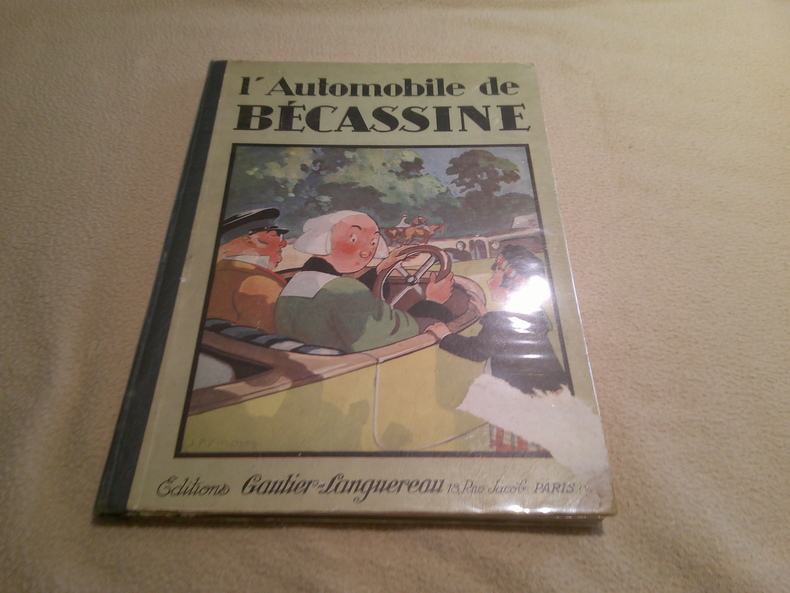 l'Automobile de
BÉCASSINE
Editions Gautier-Languereau 18, Rue Jacob PARIS